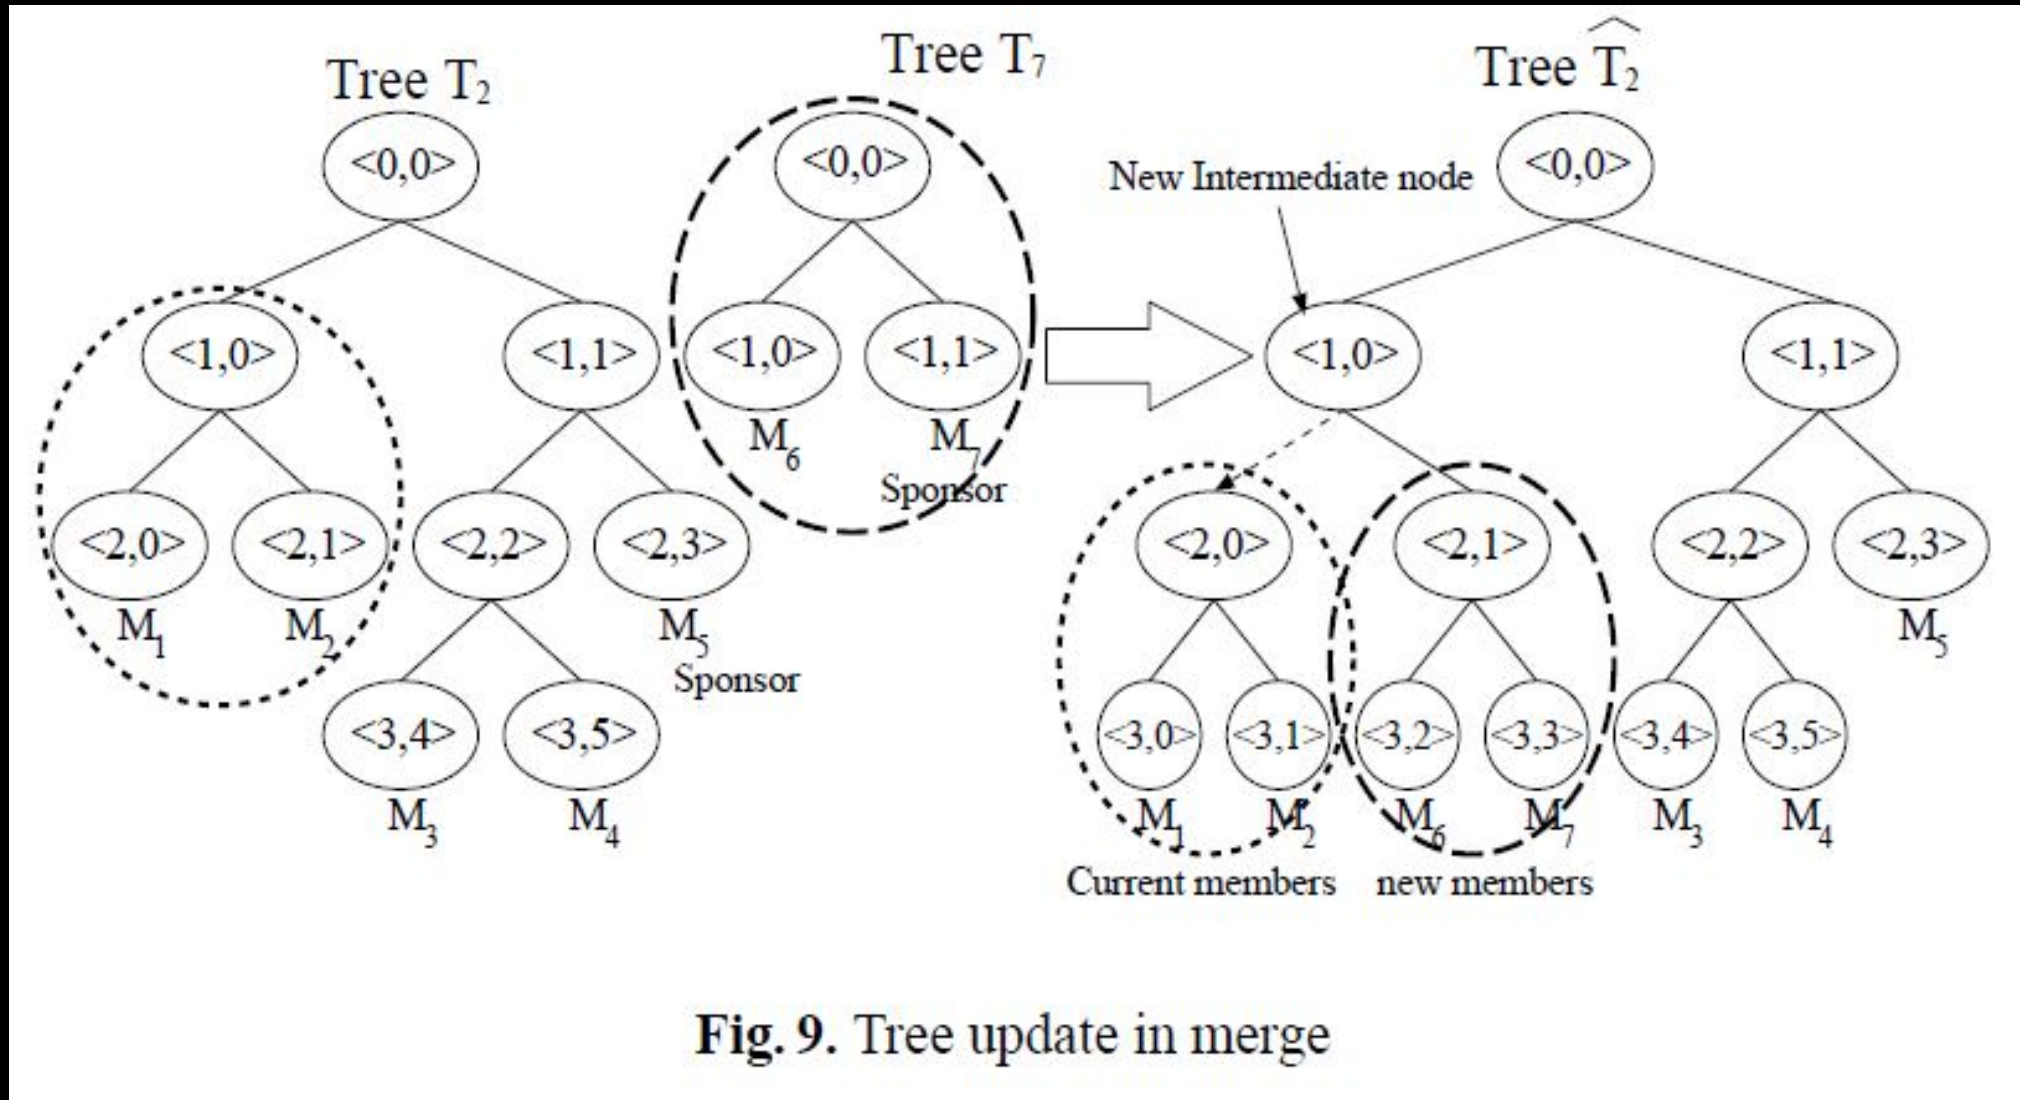 Tree T7
Tree T2
Tree T̂2
<0,0>
<0,0>
New Intermediate node
<0,0>
<1,0>
<1,1>
<1,0>
<1,1>
<1,0>
<1,1>
M6
M7
Sponsor
<2,0>
<2,1>
<2,2>
<2,3>
<2,0>
<2,1>
<2,2>
<2,3>
M1
M2
M5
M5
Sponsor
<3,4>
<3,5>
<3,0>
<3,1>
<3,2>
<3,3>
<3,4>
<3,5>
M3
M4
M1
M2
M6
M7
M3
M4
Current members
new members
Fig. 9. Tree update in merge